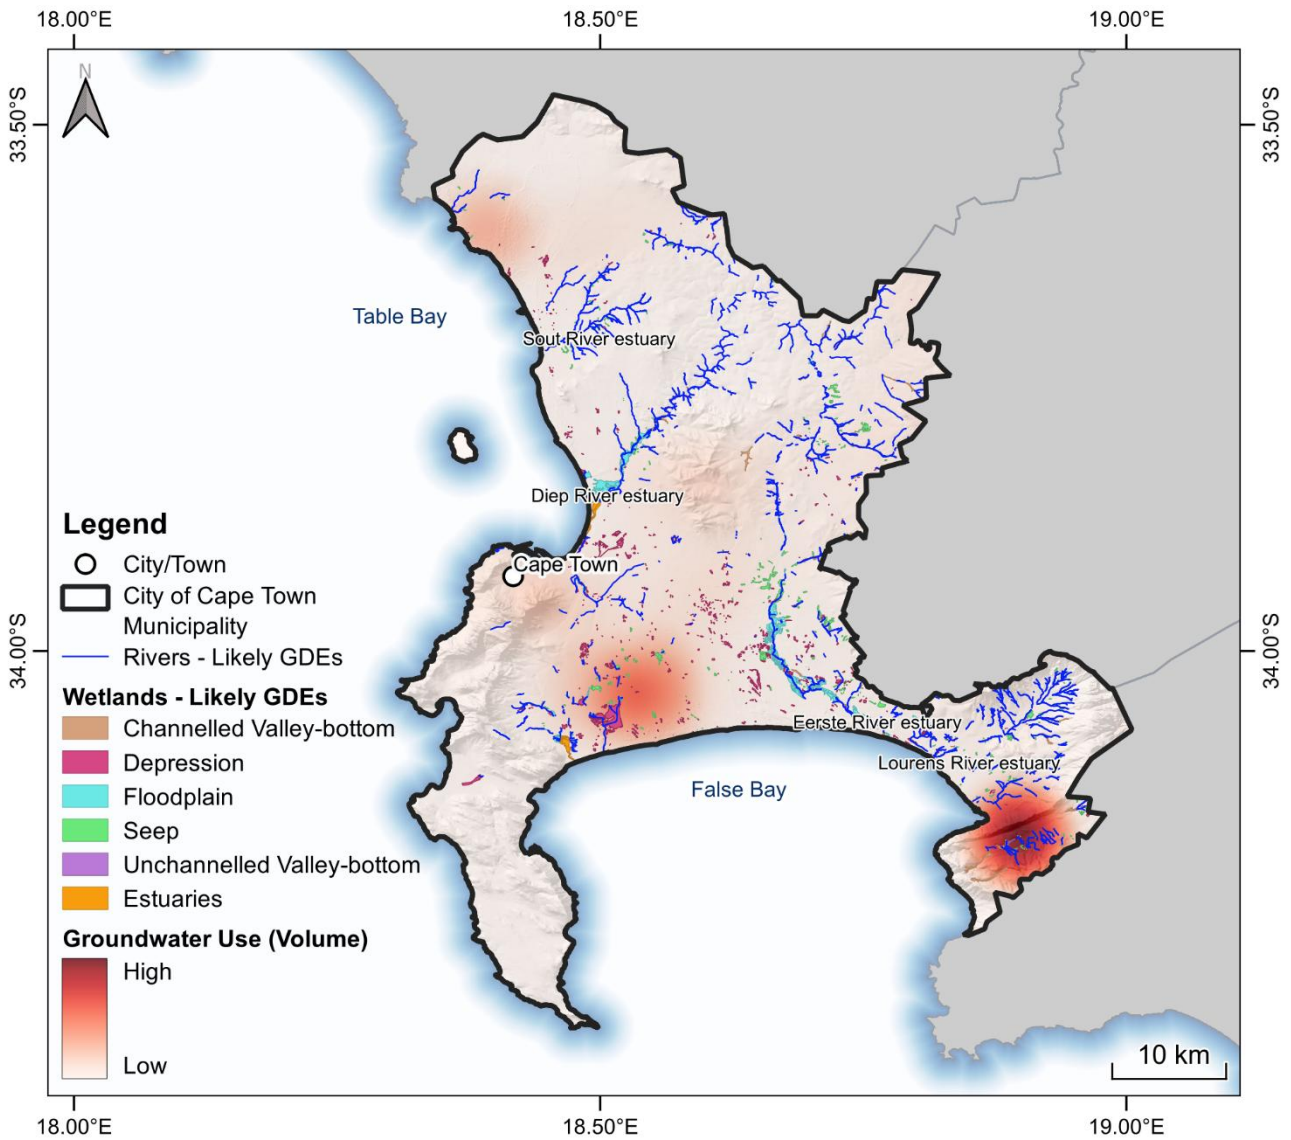 18.00°E
18.50°E
19.00°E
33.50°S
33.50°S
N
Table Bay
Sout River estuary
Diep River estuary
Legend
City/Town
City of Cape Town
Municipality
Rivers - Likely GDEs
Wetlands - Likely GDEs
Channelled Valley-bottom
Depression
Floodplain
Seep
Unchannelled Valley-bottom
Estuaries
Groundwater Use (Volume)
High
Low
Cape Town
34.00°S
34.00°S
Eerste River estuary
Lourens River estuary
False Bay
10 km
18.00°E
18.50°E
19.00°E